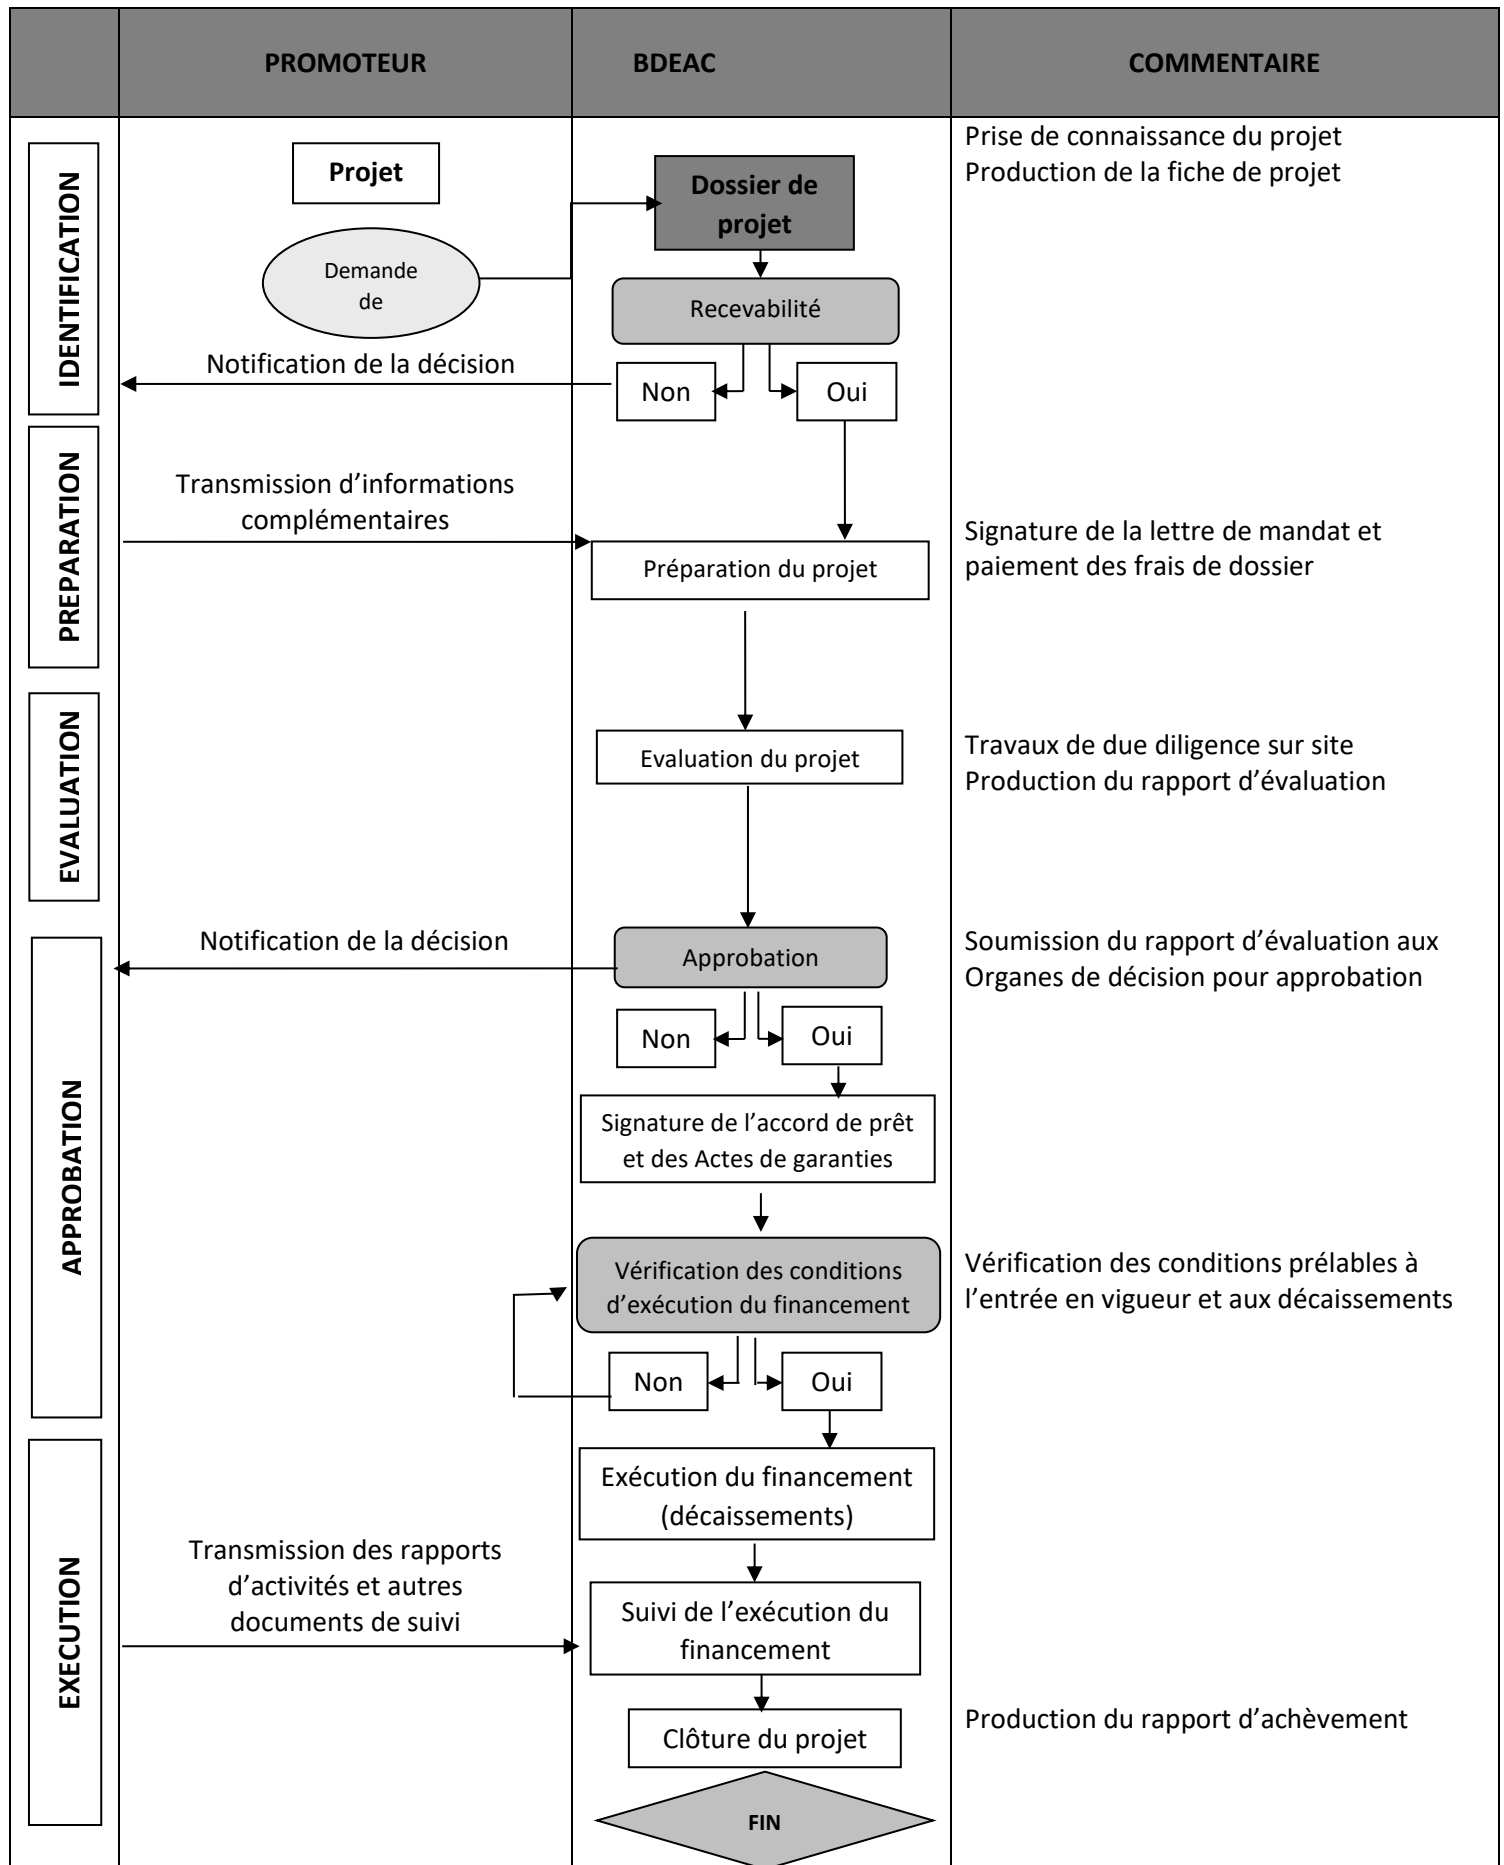 PROMOTEUR
BDEAC
COMMENTAIRE
IDENTIFICATION
Projet
Dossier de
projet
Prise de connaissance du projet
Production de la fiche de projet
Demande
de
Recevabilité
Notification de la décision
Non
Oui
PREPARATION
Transmission d’informations
complémentaires
Préparation du projet
Signature de la lettre de mandat et
paiement des frais de dossier
EVALUATION
Evaluation du projet
Travaux de due diligence sur site
Production du rapport d’évaluation
APPROBATION
Notification de la décision
Approbation
Soumission du rapport d’évaluation aux
Organes de décision pour approbation
Non
Oui
Signature de l’accord de prêt
et des Actes de garanties
Vérification des conditions
d’exécution du financement
Vérification des conditions prélables à
l’entrée en vigueur et aux décaissements
Non
Oui
EXECUTION
Exécution du financement
(décaissements)
Transmission des rapports
d’activités et autres
documents de suivi
Suivi de l’exécution du
financement
Clôture du projet
Production du rapport d’achèvement
FIN